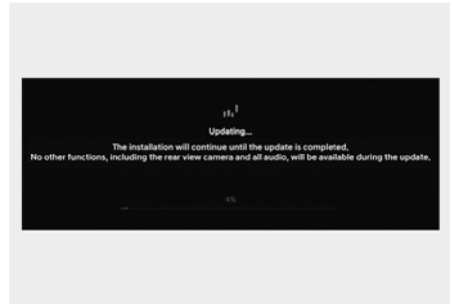 Updating...
The installation will continue until the update is completed.
No other functions, including the rear view camera and all audio, will be available during the update.
6%